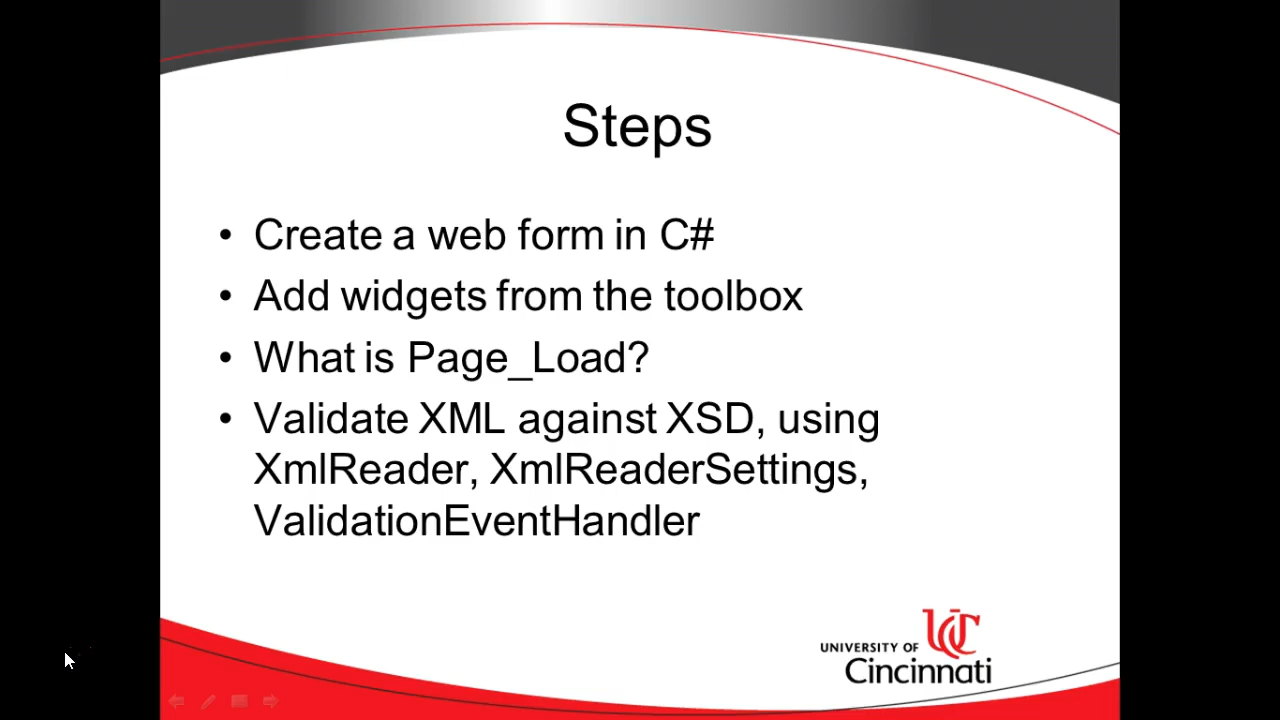 Steps
• Create a web form in C#
• Add widgets from the toolbox
• What is Page_Load?
• Validate XML against XSD, using
XmlReader, XmlReaderSettings,
ValidationEventHandler
UNIVERSITY OF
UC
Cincinnati